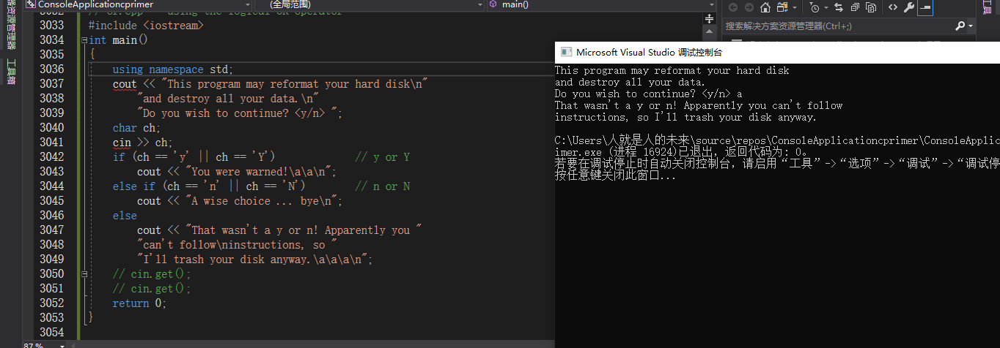 ConsoleApplicationcprimer
(全局范围)
main()
器资源管理器
工具箱
搜索解决方案资源管理器(Ctrl+;)
工具
3033 #include <iostream>
3034 int main()
3035 {
3036 using namespace std;
3037 cout << "This program may reformat your hard disk\n"
3038 "and destroy all your data.\n"
3039 "Do you wish to continue? <y/n> ";
3040 char ch;
3041 cin >> ch;
3042 if (ch == 'y' || ch == 'Y') // y or Y
3043 cout << "You were warned!\a\a\n";
3044 else if (ch == 'n' || ch == 'N') // n or N
3045 cout << "A wise choice ... bye\n";
3046 else
3047 cout << "That wasn't a y or n! Apparently you "
3048 "can't follow\ninstructions, so "
3049 "I'll trash your disk anyway.\a\a\a\n";
3050 // cin.get();
3051 // cin.get();
3052 return 0;
3053 }
3054
87 %
Microsoft Visual Studio 调试控制台
This program may reformat your hard disk
and destroy all your data.
Do you wish to continue? <y/n> a
That wasn't a y or n! Apparently you can't follow
instructions, so I'll trash your disk anyway.
C:\Users\人就是人的未来\source\repos\ConsoleApplicationcprimer\ConsoleApplic
imer.exe (进程 16924)已退出，返回代码为: 0。
若要在调试停止时自动关闭控制台，请启用“工具”->“选项”->“调试”->“调试停
按任意键关闭此窗口...